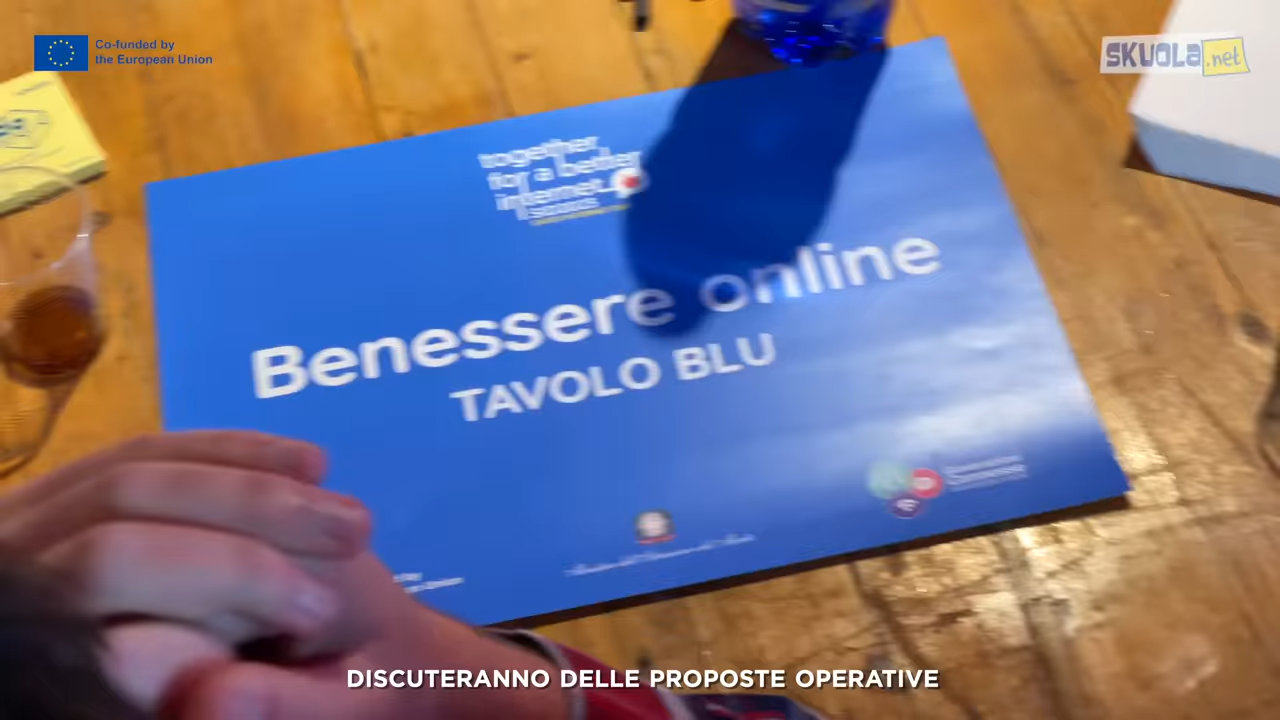 Co-funded by
the European Union
SKUOLA.net
together
for a better
internet
Benessere online
TAVOLO BLU
DISCUTERANNO DELLE PROPOSTE OPERATIVE